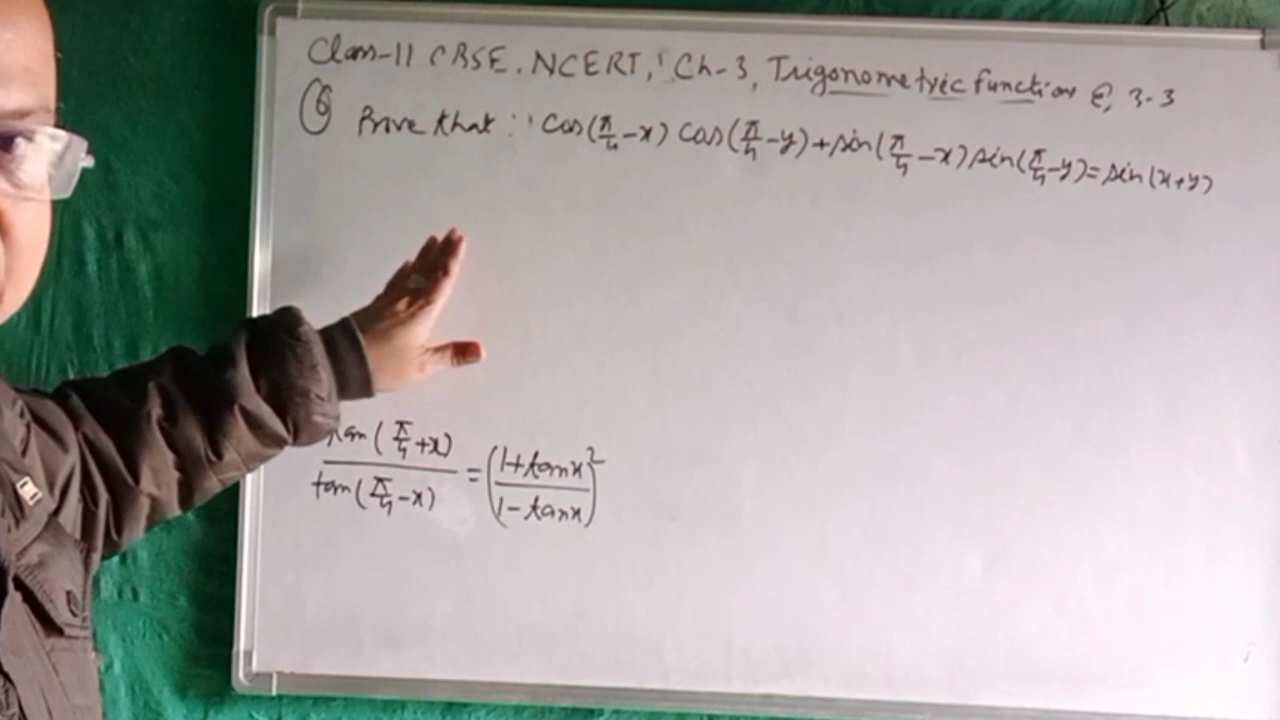 Class-11 CBSE. NCERT, Ch-3, Trigonometric function E, 3.3
6 Prove that :- cos(π/4-x) cos(π/4-y)+sin(π/4-x)sin(π/4-y)=sin(x+y)
tan(π/4+x)/tan(π/4-x) = (1+tanx/1-tanx)²